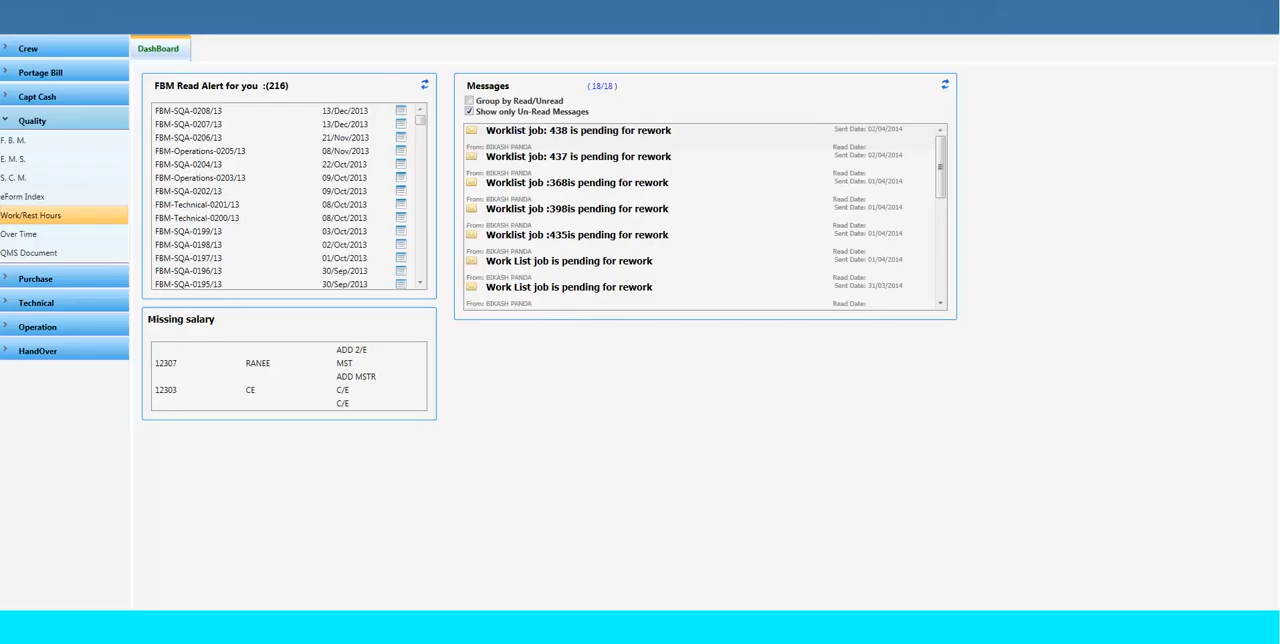 Crew
Portage Bill
Capt Cash
Quality
F. B. M.
E. M. S.
S. C. M.
eForm Index
Work/Rest Hours
Over Time
QMS Document
Purchase
Technical
Operation
HandOver
DashBoard
FBM Read Alert for you :(216)
FBM-SQA-0208/13 13/Dec/2013
FBM-SQA-0207/13 13/Dec/2013
FBM-SQA-0206/13 21/Nov/2013
FBM-Operations-0205/13 08/Nov/2013
FBM-SQA-0204/13 22/Oct/2013
FBM-Operations-0203/13 09/Oct/2013
FBM-SQA-0202/13 09/Oct/2013
FBM-Technical-0201/13 08/Oct/2013
FBM-Technical-0200/13 08/Oct/2013
FBM-SQA-0199/13 03/Oct/2013
FBM-SQA-0198/13 02/Oct/2013
FBM-SQA-0197/13 01/Oct/2013
FBM-SQA-0196/13 30/Sep/2013
FBM-SQA-0195/13 30/Sep/2013
Missing salary
ADD 2/E
12307 RANEE MST
ADD MSTR
12303 CE C/E
C/E
Messages ( 18/18 )
Group by Read/Unread
Show only Un-Read Messages
Worklist job: 438 is pending for rework Sent Date: 02/04/2014
From: BIKASH PANDA Read Date:
Worklist job: 437 is pending for rework Sent Date: 02/04/2014
From: BIKASH PANDA Read Date:
Worklist job :368is pending for rework Sent Date: 01/04/2014
From: BIKASH PANDA Read Date:
Worklist job :398is pending for rework Sent Date: 01/04/2014
From: BIKASH PANDA Read Date:
Worklist job :435is pending for rework Sent Date: 01/04/2014
From: BIKASH PANDA Read Date:
Work List job is pending for rework Sent Date: 01/04/2014
From: BIKASH PANDA Read Date:
Work List job is pending for rework Sent Date: 31/03/2014
From: BIKASH PANDA Read Date: